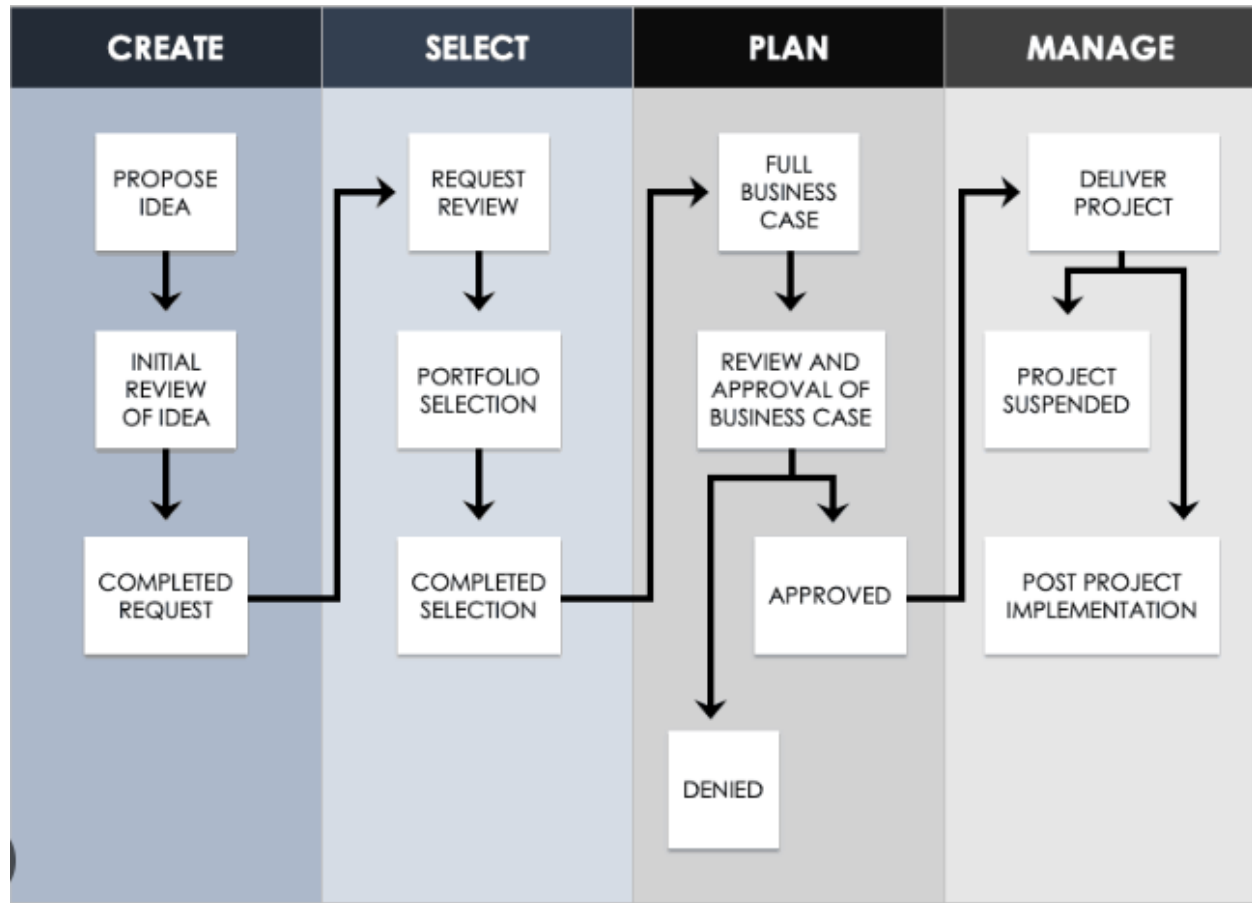 CREATE
SELECT
PLAN
MANAGE
PROPOSE
IDEA
INITIAL
REVIEW
OF IDEA
COMPLETED
REQUEST
REQUEST
REVIEW
PORTFOLIO
SELECTION
COMPLETED
SELECTION
FULL
BUSINESS
CASE
REVIEW AND
APPROVAL OF
BUSINESS CASE
APPROVED
DENIED
DELIVER
PROJECT
PROJECT
SUSPENDED
POST PROJECT
IMPLEMENTATION